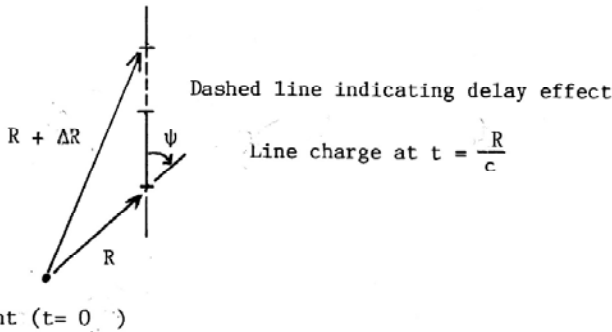 Dashed line indicating delay effect
R + ΔR
ψ
Line charge at t = R/c
R
nt (t= 0 )